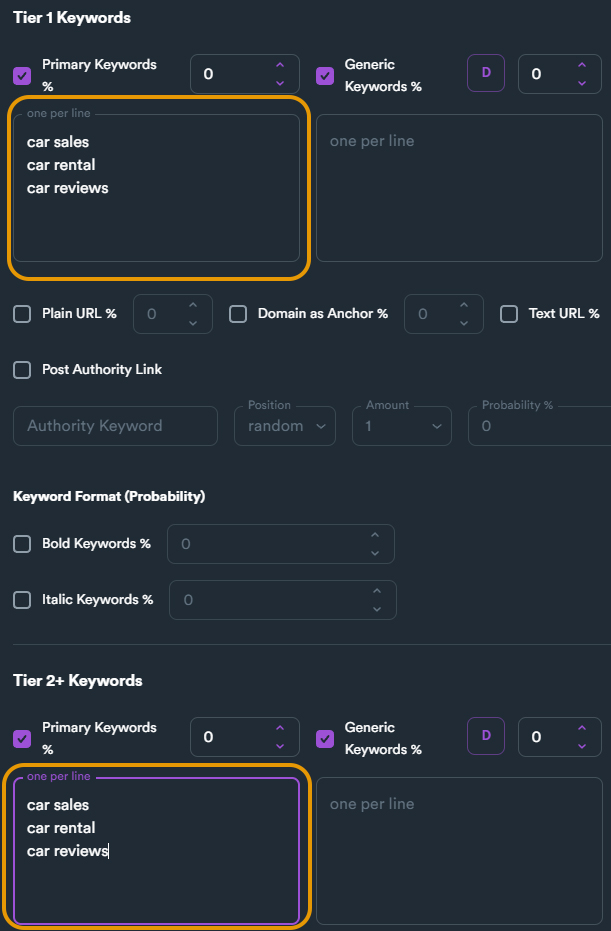 Tier 1 Keywords
Primary Keywords %
0
Generic Keywords %
D
0
one per line
car sales
car rental
car reviews
one per line
Plain URL %
0
Domain as Anchor %
0
Text URL %
Post Authority Link
Authority Keyword
Position
random
Amount
1
Probability %
0
Keyword Format (Probability)
Bold Keywords %
0
Italic Keywords %
0
Tier 2+ Keywords
Primary Keywords %
0
Generic Keywords %
D
0
one per line
car sales
car rental
car reviews
one per line